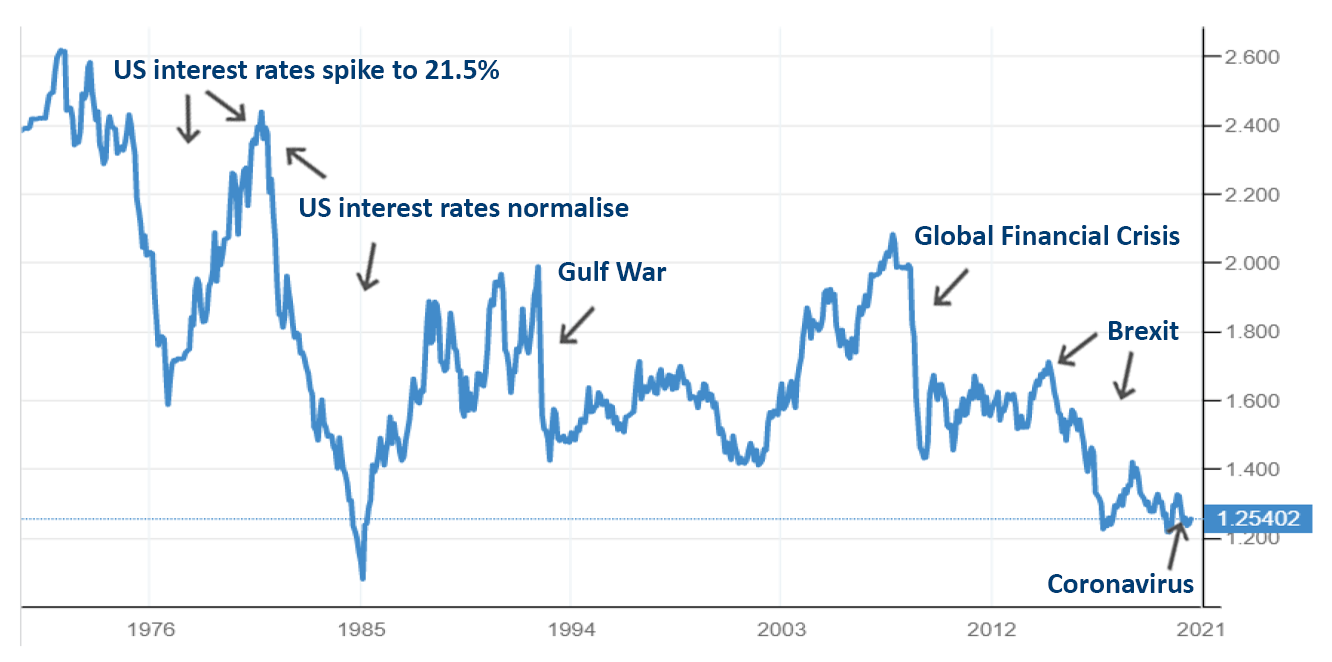 2.600
US interest rates spike to 21.5%
2.400
2.200
US interest rates normalise
Global Financial Crisis
2.000
Gulf War
1.800
Brexit
1.600
1.400
1.25402
1.200
Coronavirus
1976 1985 1994 2003 2012 2021